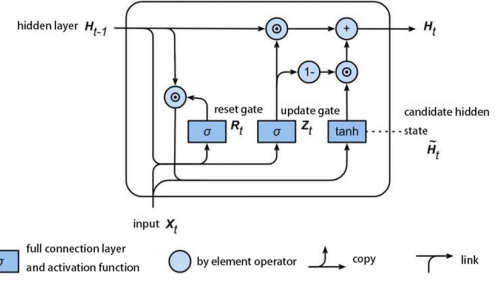 hidden layer H_{t-1}
+
H_t
1-
reset gate
update gate
candidate hidden
σ
R_t
σ
Z_t
tanh
state
H̃_t
input X_t
σ
full connection layer
and activation function
by element operator
copy
link